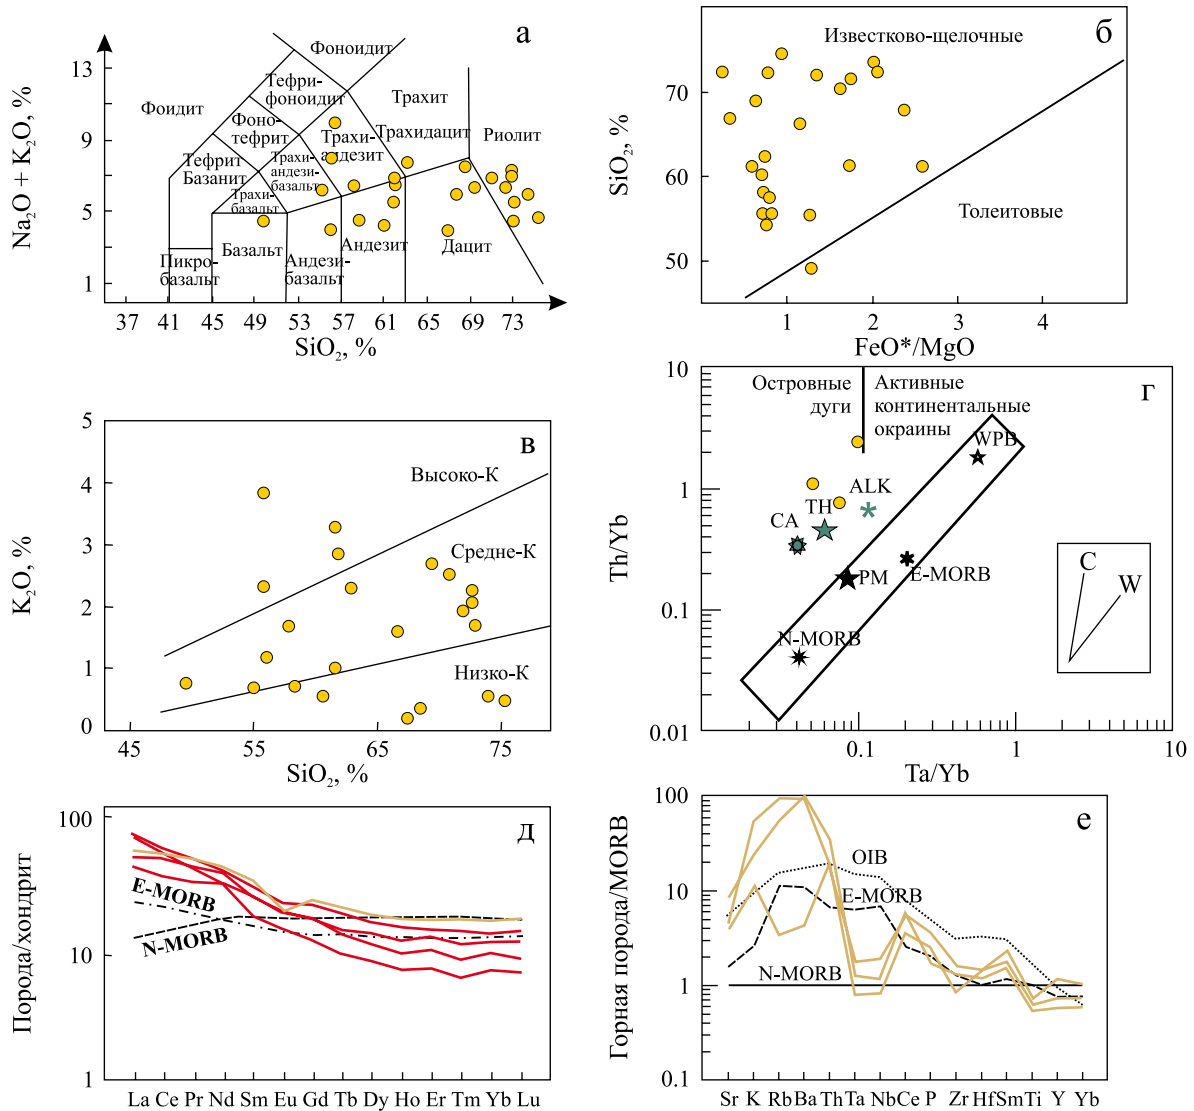 а
Na₂O + K₂O, %
13
9
5
1
Фоноидит
Тефри-
фоноидит
Фоидит
Трахит
Фоно-
тефрит
Трахи-
андезит
Трахидацит
Риолит
Тефрит
Базанит
Трахи-
андези-
базальт
Трахи-
базальт
Базальт
Андези-
базальт
Андезит
Дацит
Пикро-
базальт
37 41 45 49 53 57 61 65 69 73
SiO₂, %
б
SiO₂, %
70
60
50
Известково-щелочные
Толеитовые
1 2 3 4
FeO*/MgO
в
K₂O, %
5
4
3
2
1
0
Высоко-К
Средне-К
Низко-К
45 55 65 75
SiO₂, %
г
Th/Yb
10
1
0.1
0.01
Островные
дуги
Активные
континентальные
окраины
WPB
ALK
TH
CA
PM
E-MORB
N-MORB
C
W
0.1 1 10
Ta/Yb
д
Порода/хондрит
100
10
1
E-MORB
N-MORB
La Ce Pr Nd Sm Eu Gd Tb Dy Ho Er Tm Yb Lu
е
Горная порода/MORB
100
10
1
0.1
OIB
E-MORB
N-MORB
Sr K Rb Ba Th Ta Nb Ce P Zr Hf Sm Ti Y Yb